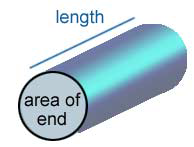 length
area of
end